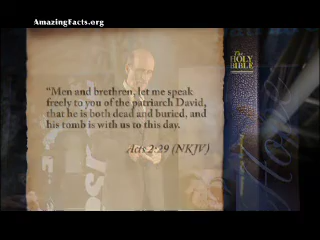 AmazingFacts.org
"Men and brethren, let me speak
freely to you of the patriarch David,
that he is both dead and buried, and
his tomb is with us to this day.
Acts 2:29 (NKJV)
The
HOLY
BIBLE